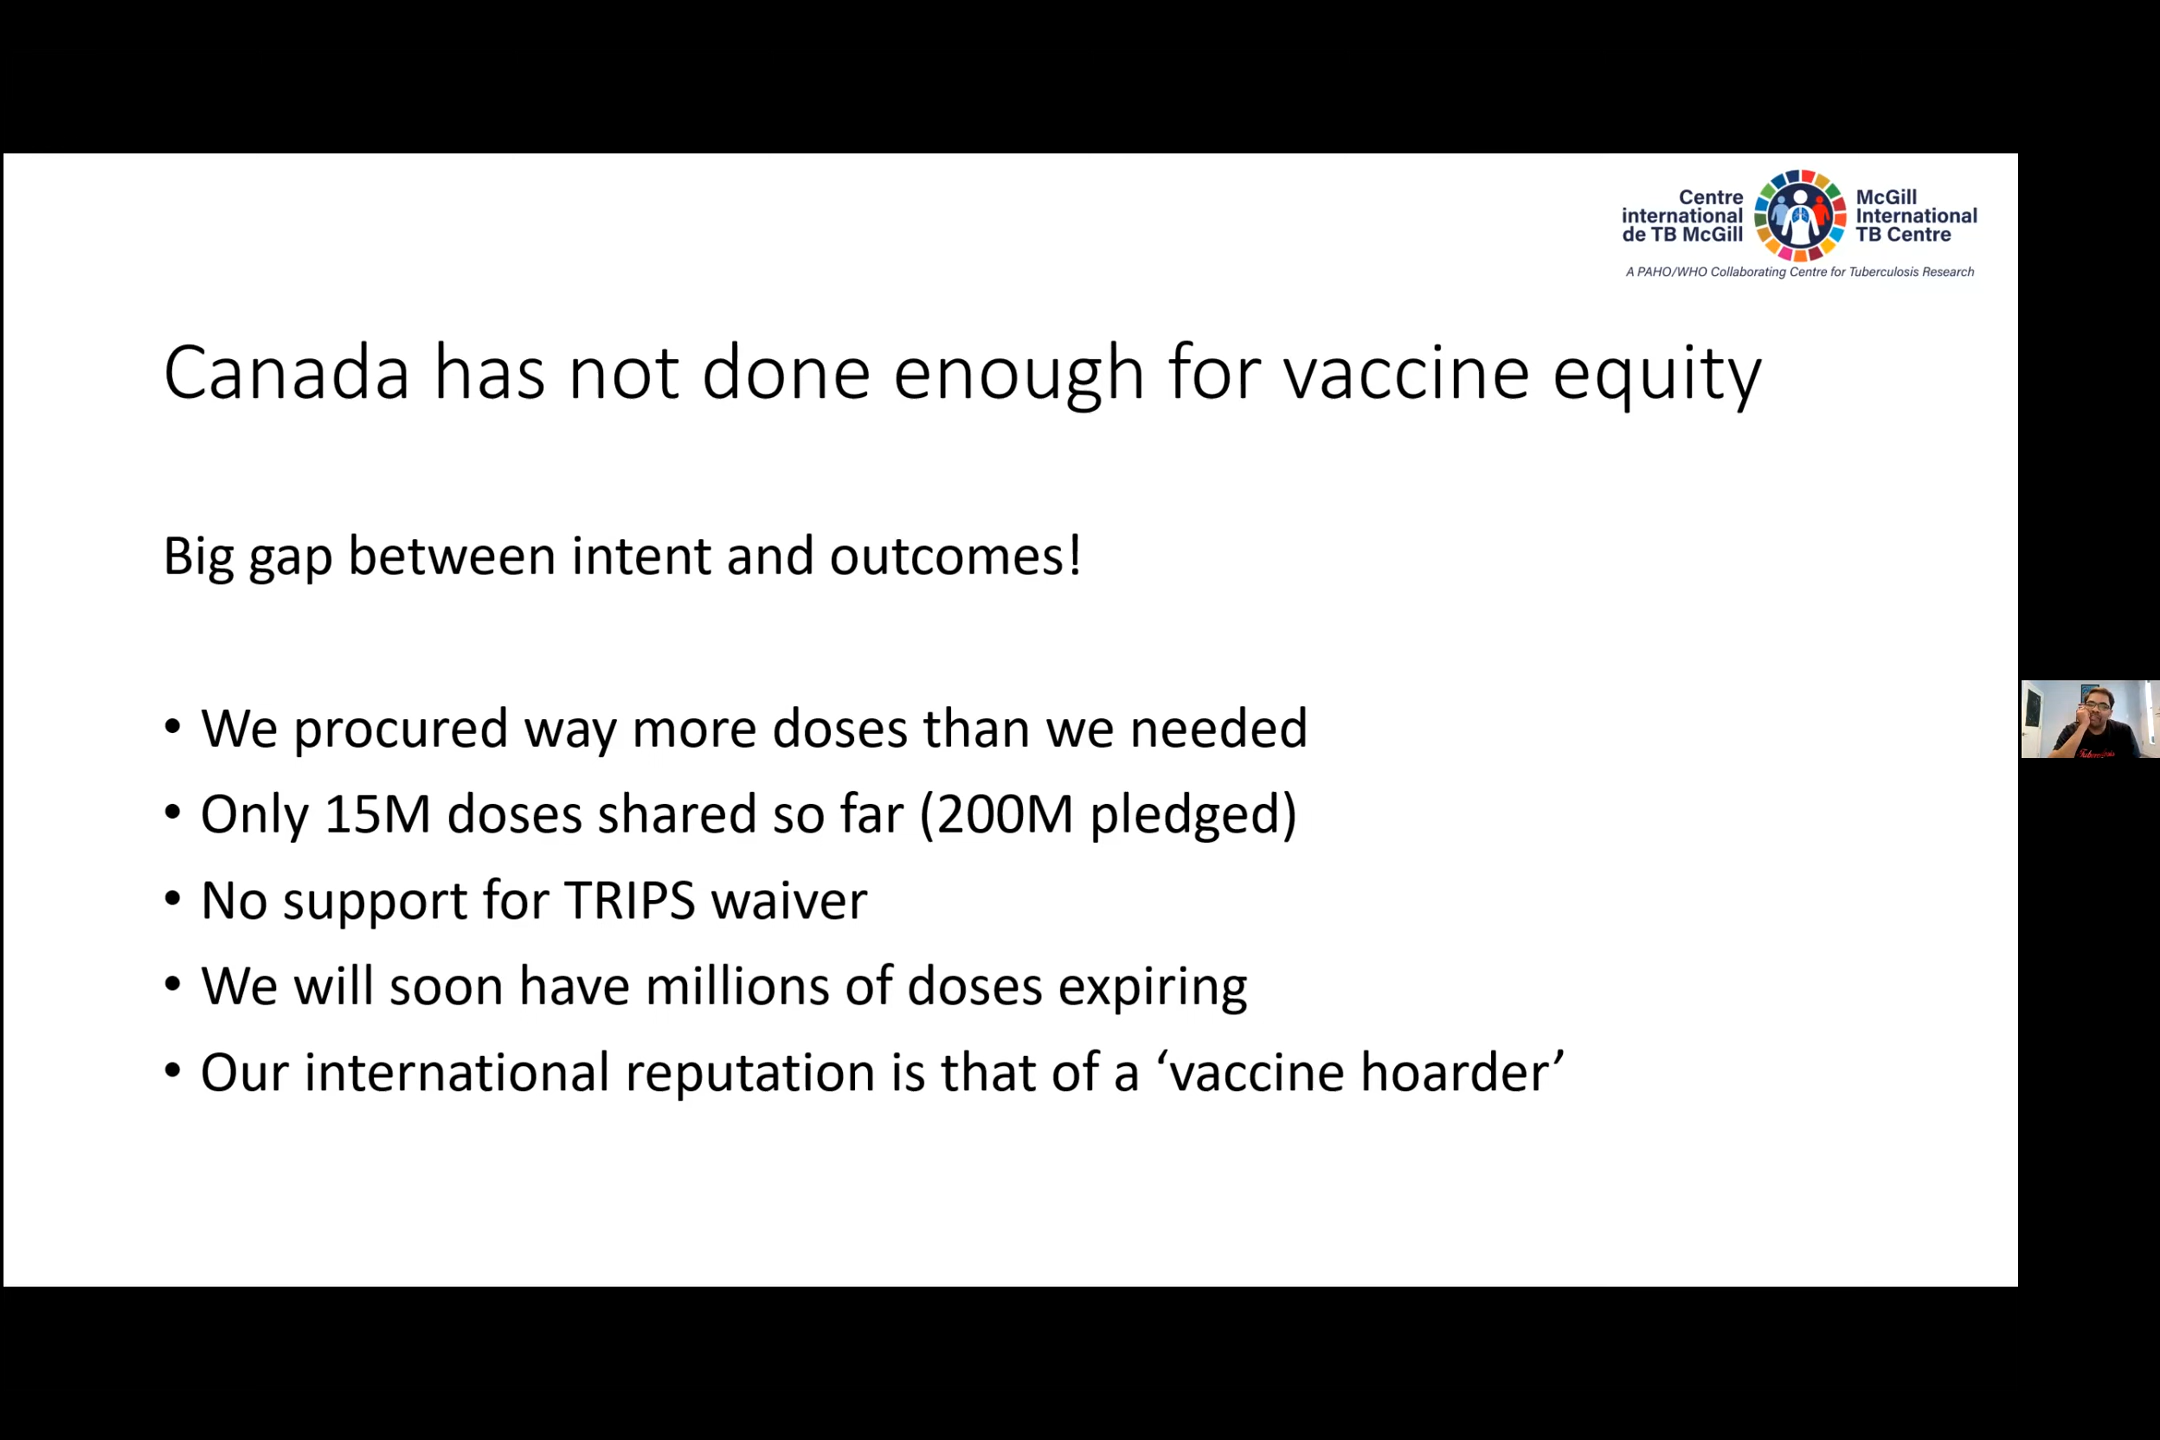 Centre
international
de TB McGill
McGill
International
TB Centre
A PAHO/WHO Collaborating Centre for Tuberculosis Research
Canada has not done enough for vaccine equity
Big gap between intent and outcomes!
• We procured way more doses than we needed
• Only 15M doses shared so far (200M pledged)
• No support for TRIPS waiver
• We will soon have millions of doses expiring
• Our international reputation is that of a ‘vaccine hoarder’